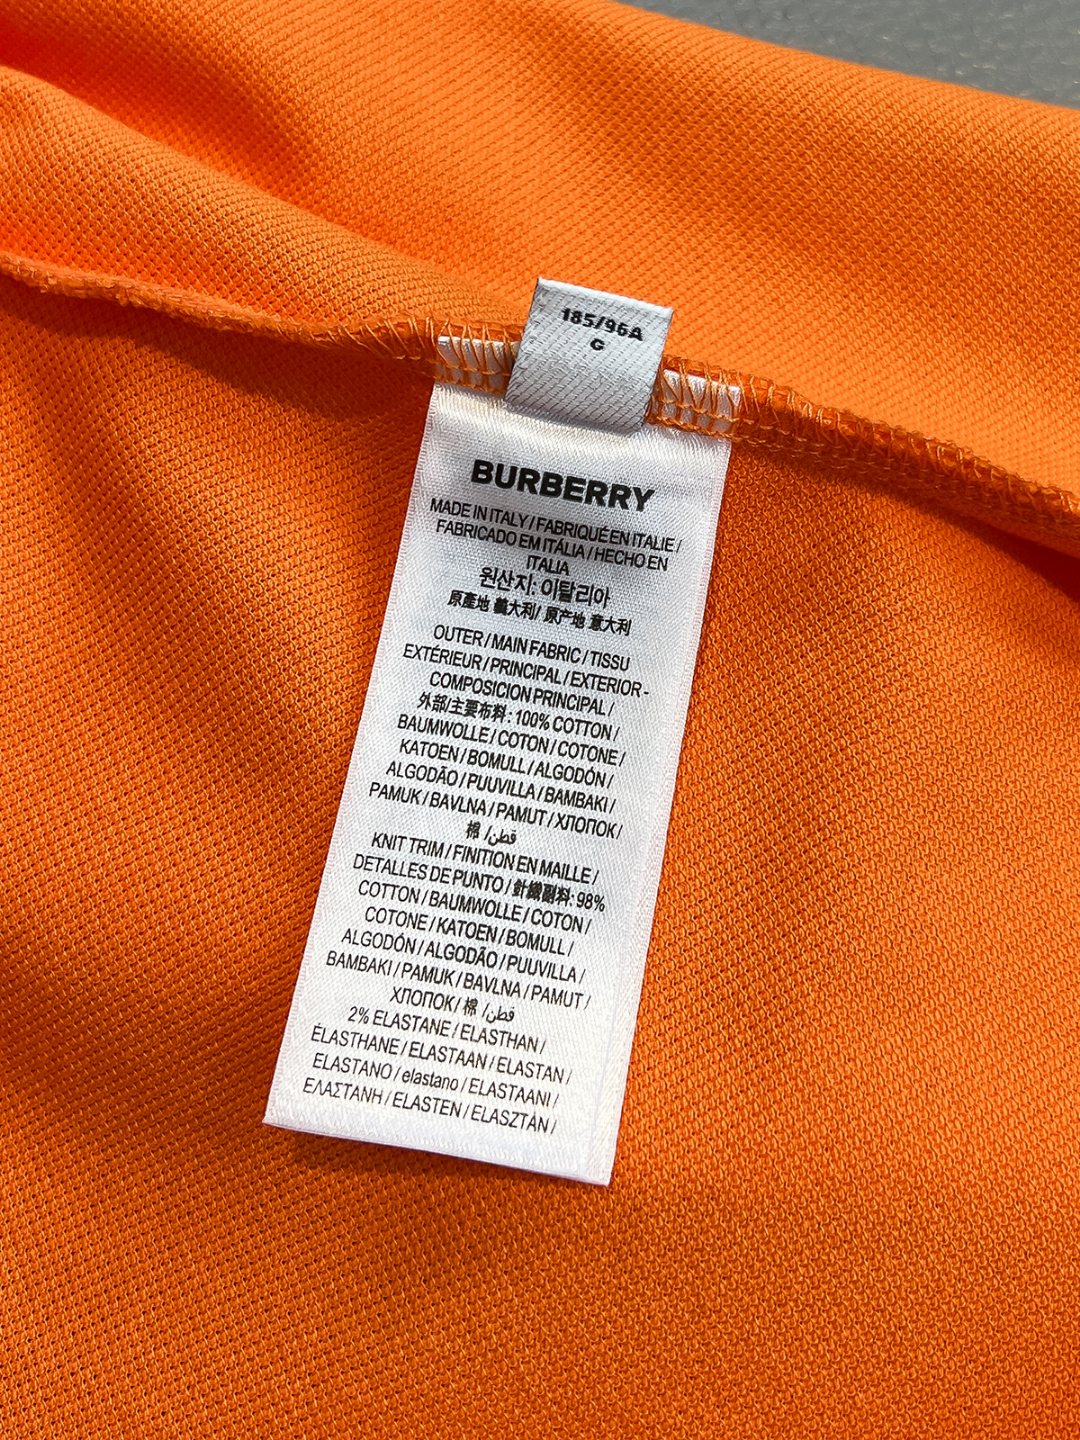 185/96A
G
BURBERRY
MADE IN ITALY / FABRIQUÉ EN ITALIE /
FABRICADO EM ITÁLIA / HECHO EN
ITALIA
원산지: 이탈리아
原產地 義大利/ 原产地 意大利
OUTER / MAIN FABRIC / TISSU
EXTÉRIEUR / PRINCIPAL / EXTERIOR -
COMPOSICION PRINCIPAL /
外部/主要布料: 100% COTTON /
BAUMWOLLE / COTON / COTONE /
KATOEN / BOMULL / ALGODÓN /
ALGODÃO / PUUVILLA / BAMBAKI /
PAMUK / BAVLNA / PAMUT / ХЛОПОК /
棉 /قطن
KNIT TRIM / FINITION EN MAILLE /
DETALLES DE PUNTO / 針織副料: 98%
COTTON / BAUMWOLLE / COTON /
COTONE / KATOEN / BOMULL /
ALGODÓN / ALGODÃO / PUUVILLA /
BAMBAKI / PAMUK / BAVLNA / PAMUT /
ХЛОПОК / 棉 /قطن
2% ELASTANE / ELASTHAN /
ÉLASTHANE / ELASTAAN / ELASTAN /
ELASTANO / elastano / ELASTAANI /
ΕΛΑΣΤΑΝΗ / ELASTEN / ELASZTÁN /